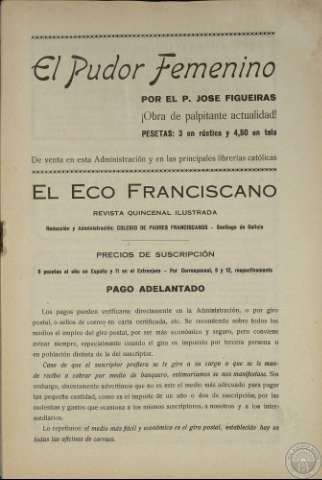 El Pudor Femenino
POR EL P. JOSE FIGUEIRAS
¡Obra de palpitante actualidad!
PESETAS: 3 en rústica y 4,50 en tela
De venta en esta Administración y en las principales librerías católicas
EL ECO FRANCISCANO
REVISTA QUINCENAL ILUSTRADA
Redacción y Administración: COLEGIO DE PADRES FRANCISCANOS - Santiago de Galicia
PRECIOS DE SUSCRIPCIÓN
9 pesetas al año en España y 11 en el Extranjero - Por Corresponsal, 9 y 12, respectivamente
PAGO ADELANTADO
Los pagos pueden verificarse directamente en la Administración, o por giro
postal, o sellos de correo en carta certificada, etc. Se recomienda sobre todos los
medios el empleo del giro postal, por ser más económico y seguro, pero conviene
avisar siempre, especialmente cuando el giro es impuesto por tercera persona o
en población distinta de la del suscriptor.
Caso de que el suscriptor prefiera se le gire a su cargo o que se le man-
de recibo a cobrar por medio de banquero, estimaríamos se nos manifestase. Sin
embargo, sinceramente advertimos que no es este el medio más adecuado para pagar
tan pequeña cantidad, como es el importe de un año o dos de suscripción, por las
molestias y gastos que ocasiona a los mismos suscriptores, a nosotros y a los inter-
mediarios.
Lo repetimos: el medio más fácil y económico es el giro postal, establecido hoy en
todas las oficinas de correos.